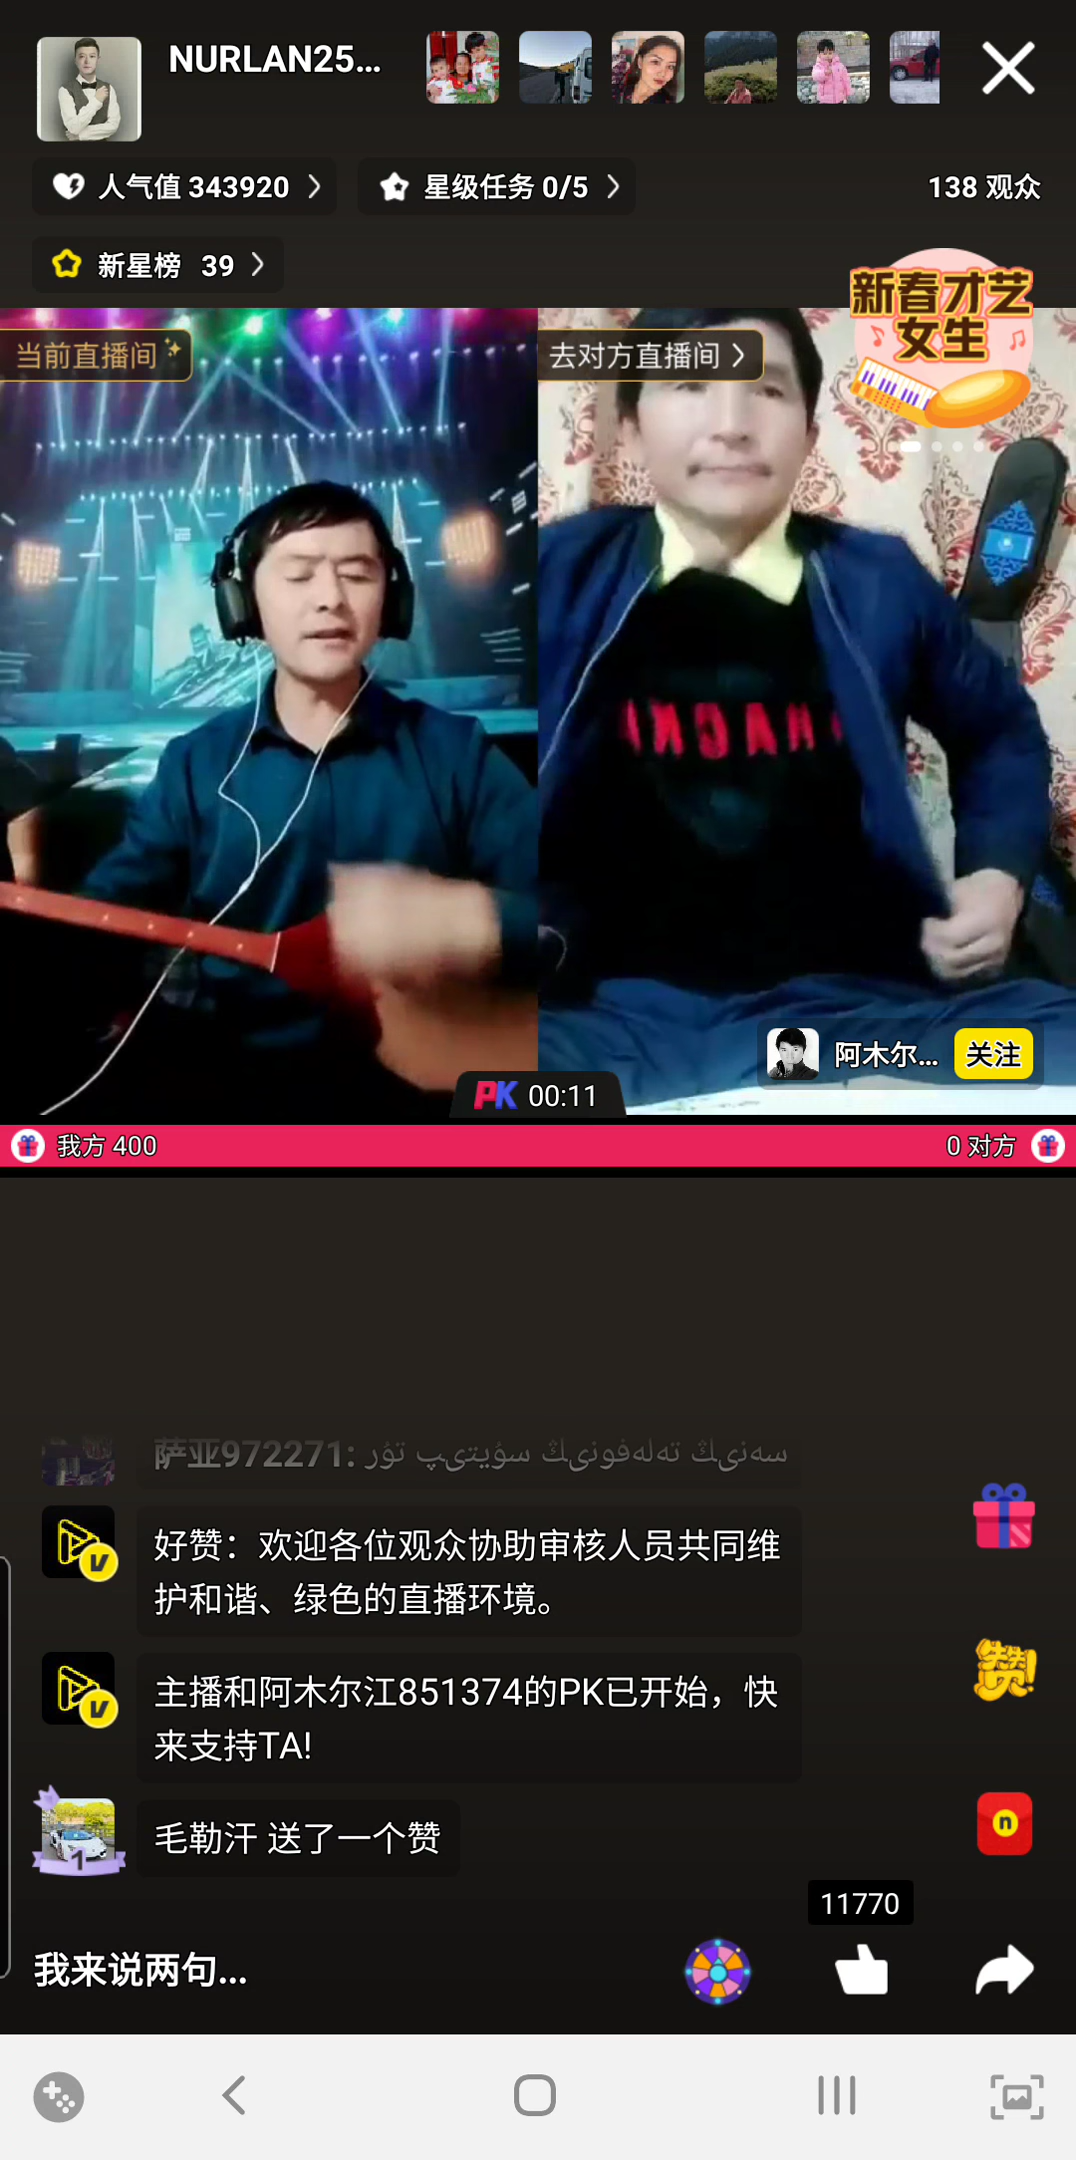 NURLAN25...
人气值 343920
星级任务 0/5
138 观众
新星榜 39
新春才艺
女生
当前直播间
去对方直播间
阿木尔...
关注
PK 00:11
我方 400
0 对方
萨亚972271: سەنىڭ تەلەفونىڭ سۇيتىپ تۇر
好赞：欢迎各位观众协助审核人员共同维
护和谐、绿色的直播环境。
主播和阿木尔江851374的PK已开始，快
来支持TA!
1
毛勒汗 送了一个赞
赞!
n
11770
我来说两句...